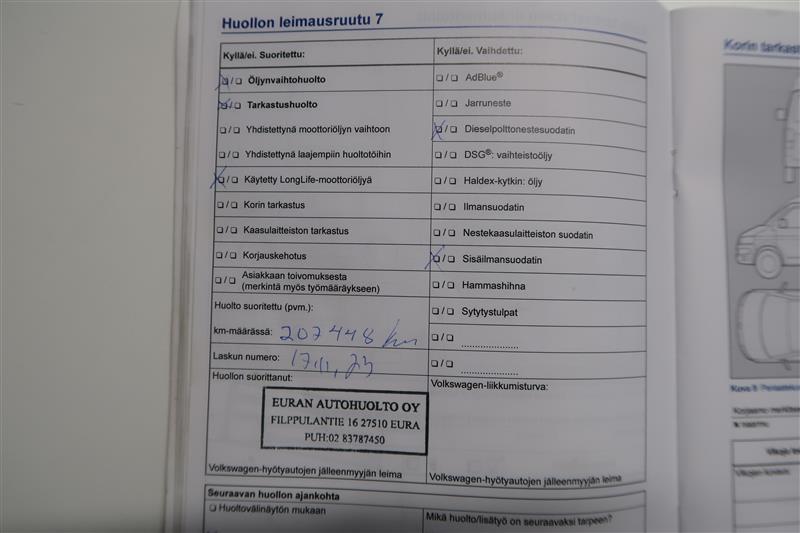 Huollon leimausruutu 7
Kyllä/ei. Suoritettu:
❏/❏ Öljynvaihtohuolto
❏/❏ Tarkastushuolto
❏/❏ Yhdistettynä moottoriöljyn vaihtoon
❏/❏ Yhdistettynä laajempiin huoltotöihin
❏/❏ Käytetty LongLife-moottoriöljyä
❏/❏ Korin tarkastus
❏/❏ Kaasulaitteiston tarkastus
❏/❏ Korjauskehotus
❏/❏ Asiakkaan toivomuksesta
(merkintä myös työmääräykseen)
Huolto suoritettu (pvm.):
km-määrässä: 207448 km
Laskun numero: 17.11.23
Huollon suorittanut:
EURAN AUTOHUOLTO OY
FILPPULANTIE 16 27510 EURA
PUH:02 83787450
Volkswagen-hyötyautojen jälleenmyyjän leima
Kyllä/ei. Vaihdettu:
❏/❏ AdBlue®
❏/❏ Jarruneste
❏/❏ Dieselpolttonestesuodatin
❏/❏ DSG®: vaihteistoöljy
❏/❏ Haldex-kytkin: öljy
❏/❏ Ilmansuodatin
❏/❏ Nestekaasulaitteiston suodatin
❏/❏ Sisäilmansuodatin
❏/❏ Hammashihna
❏/❏ Sytytystulpat
❏/❏ ....................
❏/❏ ....................
Volkswagen-liikkumisturva:
Volkswagen-hyötyautojen jälleenmyyjän leima
Seuraavan huollon ajankohta
❏ Huoltovälinäytön mukaan
Mikä huolto/lisätyö on seuraavaksi tarpeen?
Korin tarkast